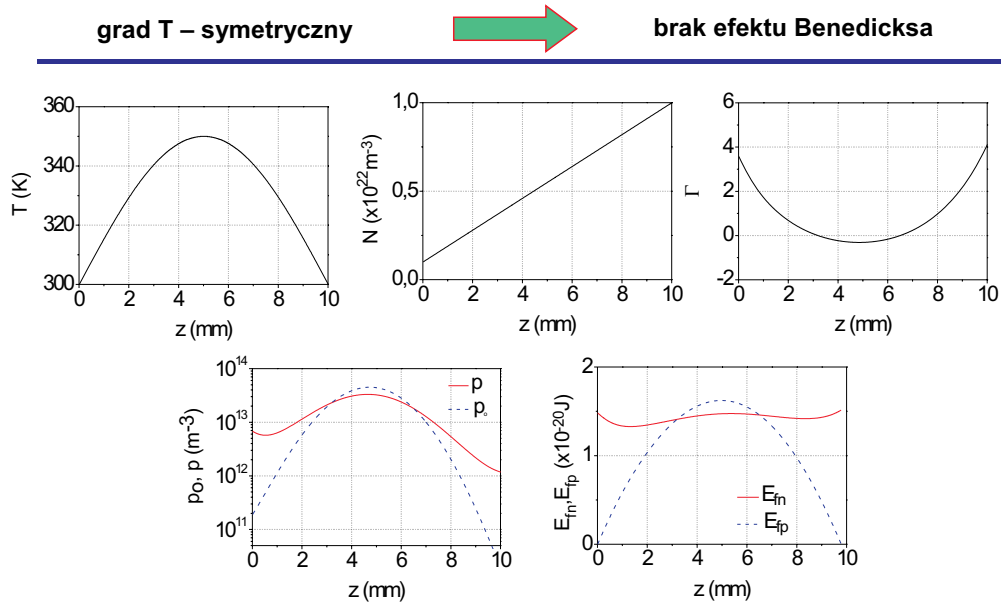 grad T – symetryczny
brak efektu Benedicksa
360
340
320
300
T (K)
0 2 4 6 8 10
z (mm)
1,0
0,5
0,0
N (x10²²m⁻³)
0 2 4 6 8 10
z (mm)
6
4
2
0
-2
Γ
0 2 4 6 8 10
z (mm)
10¹⁴
10¹³
10¹²
10¹¹
p₀, p (m⁻³)
p
pₒ
0 2 4 6 8 10
z (mm)
2
1
0
E_fn,E_fp (x10⁻²⁰J)
E_fn
E_fp
0 2 4 6 8 10
z (mm)